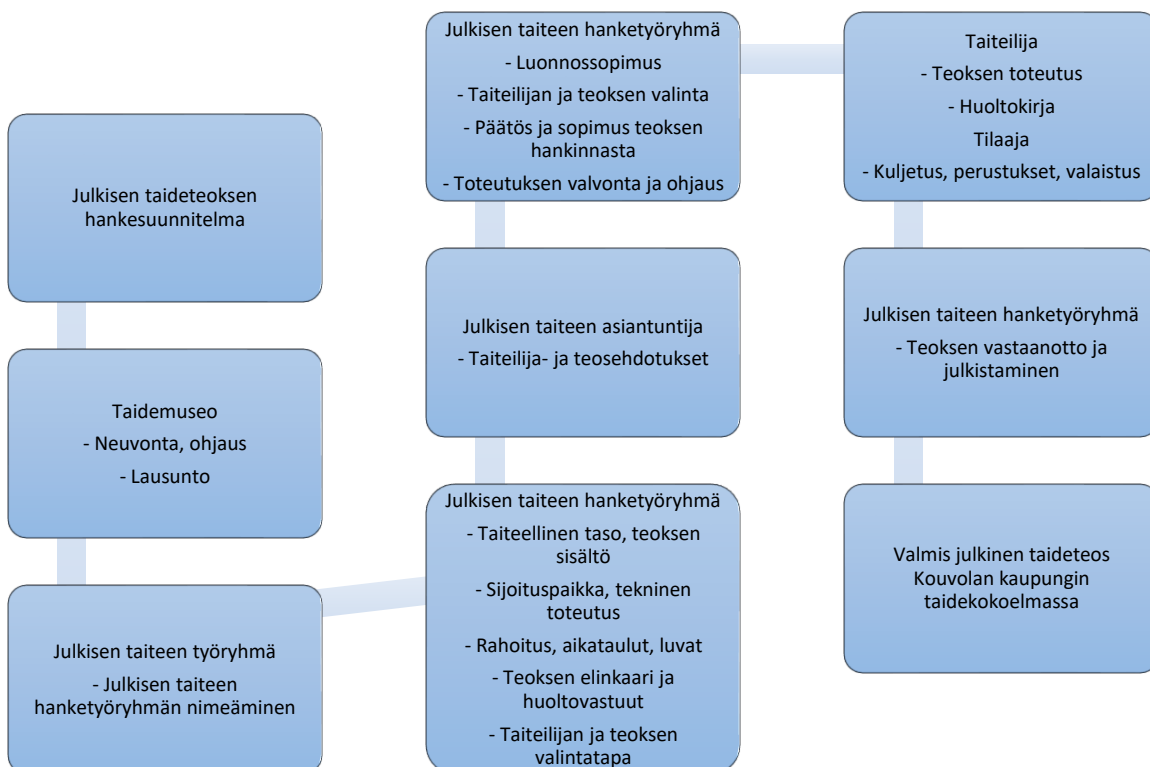 Julkisen taideteoksen
hankesuunnitelma
Taidemuseo
- Neuvonta, ohjaus
- Lausunto
Julkisen taiteen työryhmä
- Julkisen taiteen
hanketyöryhmän nimeäminen
Julkisen taiteen hanketyöryhmä
- Taiteellinen taso, teoksen
sisältö
- Sijoituspaikka, tekninen
toteutus
- Rahoitus, aikataulut, luvat
- Teoksen elinkaari ja
huoltovastuut
- Taiteilijan ja teoksen
valintatapa
Julkisen taiteen asiantuntija
- Taiteilija- ja teosehdotukset
Julkisen taiteen hanketyöryhmä
- Luonnossopimus
- Taiteilijan ja teoksen valinta
- Päätös ja sopimus teoksen
hankinnasta
- Toteutuksen valvonta ja ohjaus
Taiteilija
- Teoksen toteutus
- Huoltokirja
Tilaaja
- Kuljetus, perustukset, valaistus
Julkisen taiteen hanketyöryhmä
- Teoksen vastaanotto ja
julkistaminen
Valmis julkinen taideteos
Kouvolan kaupungin
taidekokoelmassa